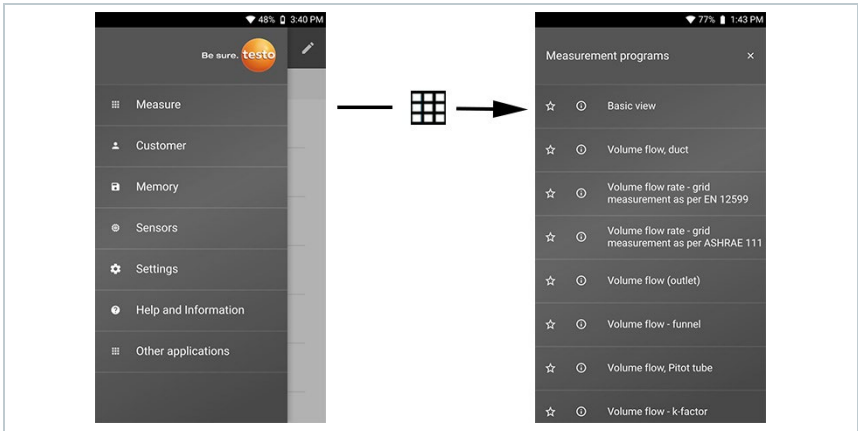 48% 3:40 PM
Be sure. testo
Measure
Customer
Memory
Sensors
Settings
Help and Information
Other applications
77% 1:43 PM
Measurement programs ×
Basic view
Volume flow, duct
Volume flow rate - grid
measurement as per EN 12599
Volume flow rate - grid
measurement as per ASHRAE 111
Volume flow (outlet)
Volume flow - funnel
Volume flow, Pitot tube
Volume flow - k-factor